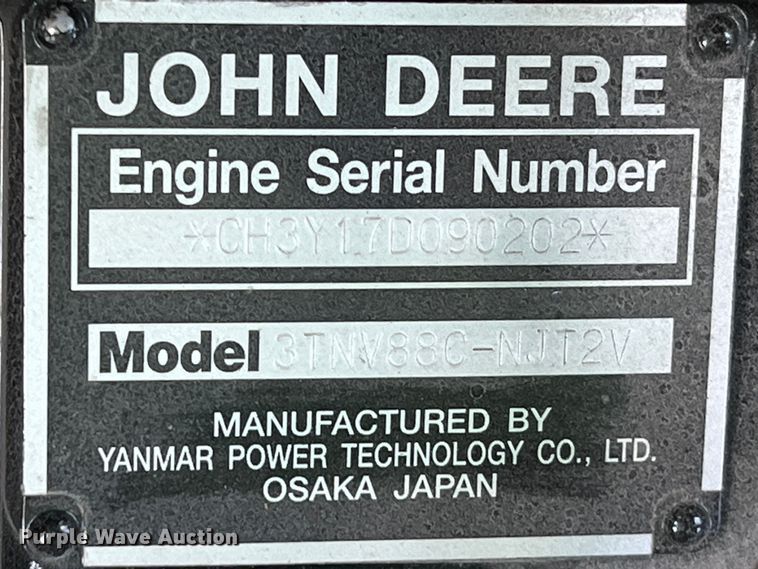 JOHN DEERE
Engine Serial Number
*CH3Y17D090202*
Model 3TNV88C-NJT2V
MANUFACTURED BY
YANMAR POWER TECHNOLOGY CO., LTD.
OSAKA JAPAN
Purple Wave Auction